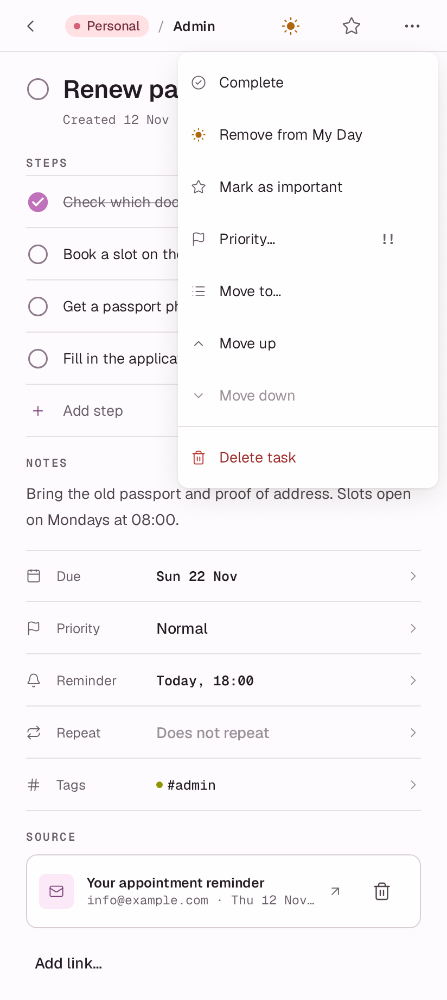 Personal / Admin
Complete
Renew pa
Created 12 Nov
Remove from My Day
STEPS
Mark as important
Check which doc
Priority... !!
Book a slot on the
Move to...
Get a passport ph
Move up
Fill in the applica
Move down
Add step
Delete task
NOTES
Bring the old passport and proof of address. Slots open
on Mondays at 08:00.
Due Sun 22 Nov
Priority Normal
Reminder Today, 18:00
Repeat Does not repeat
Tags #admin
SOURCE
Your appointment reminder
info@example.com · Thu 12 Nov…
Add link...